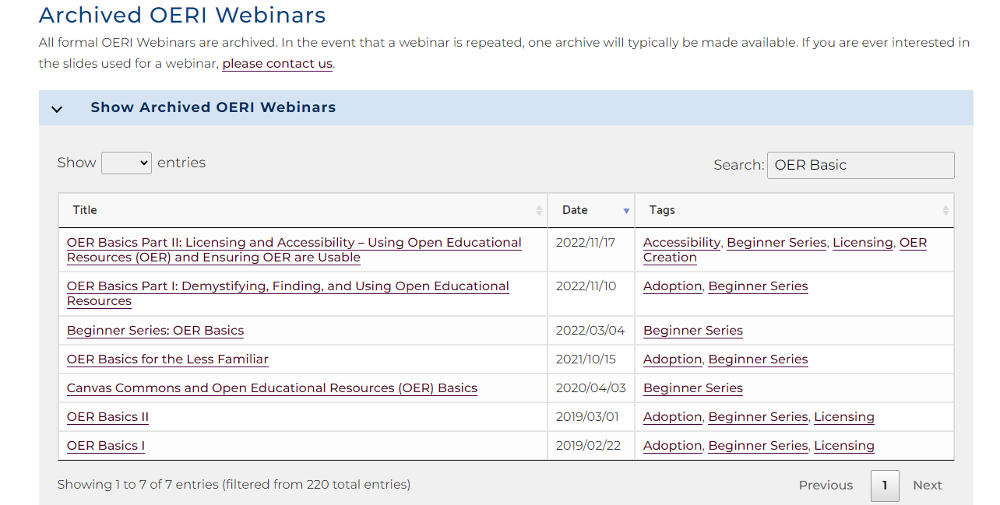 Archived OERI Webinars
All formal OERI Webinars are archived. In the event that a webinar is repeated, one archive will typically be made available. If you are ever interested in
the slides used for a webinar, please contact us.
Show Archived OERI Webinars
Show entries
Search: OER Basic
Title Date Tags
OER Basics Part II: Licensing and Accessibility – Using Open Educational 2022/11/17 Accessibility, Beginner Series, Licensing, OER
Resources (OER) and Ensuring OER are Usable Creation
OER Basics Part I: Demystifying, Finding, and Using Open Educational 2022/11/10 Adoption, Beginner Series
Resources
Beginner Series: OER Basics 2022/03/04 Beginner Series
OER Basics for the Less Familiar 2021/10/15 Adoption, Beginner Series
Canvas Commons and Open Educational Resources (OER) Basics 2020/04/03 Beginner Series
OER Basics II 2019/03/01 Adoption, Beginner Series, Licensing
OER Basics I 2019/02/22 Adoption, Beginner Series, Licensing
Showing 1 to 7 of 7 entries (filtered from 220 total entries) Previous 1 Next